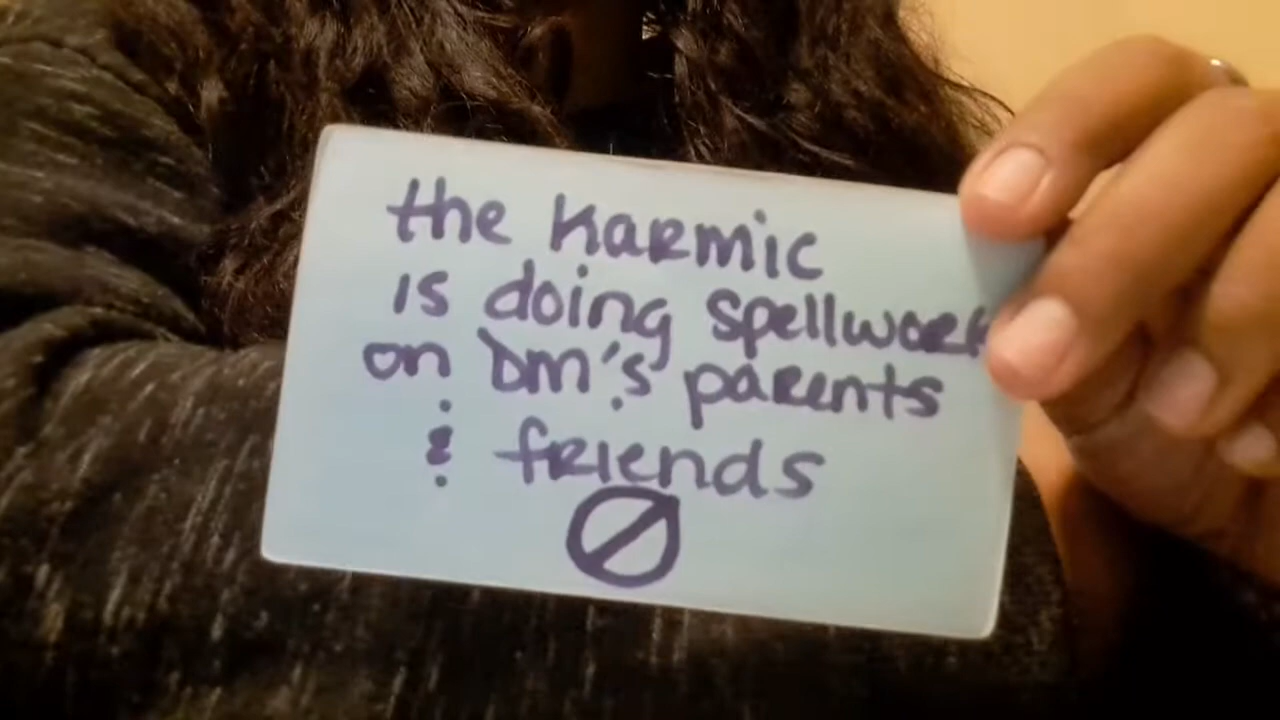 the Karmic
is doing spellwork
on DM's parents
& friends